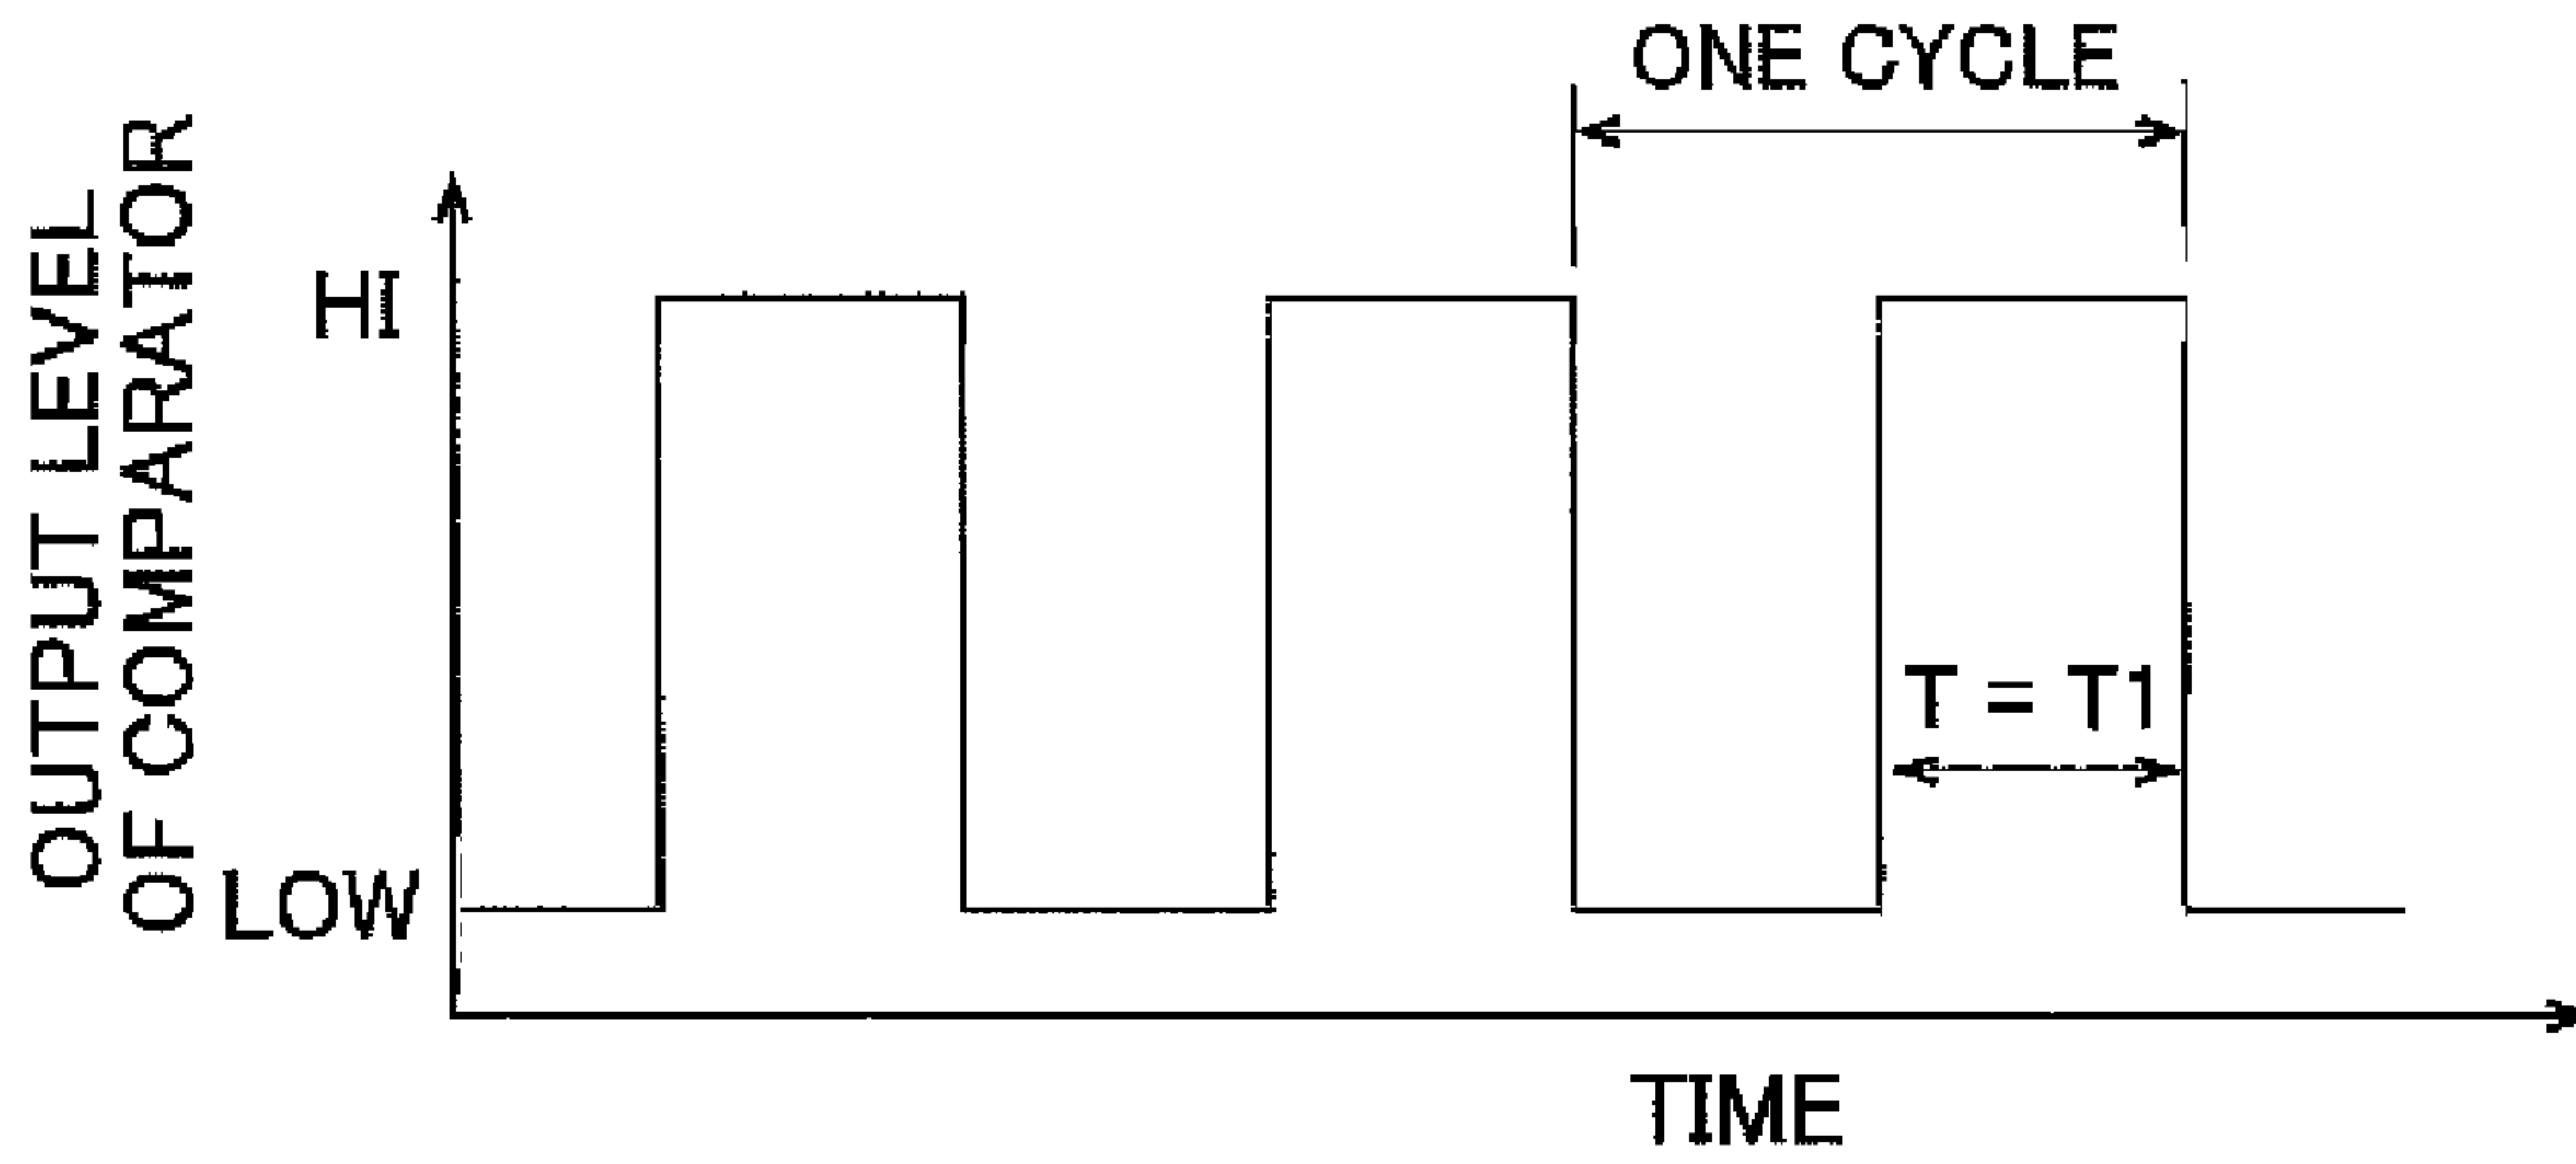 ONE CYCLE
OUTPUT LEVEL
OF COMPARATOR
HI
T = T1
LOW
TIME